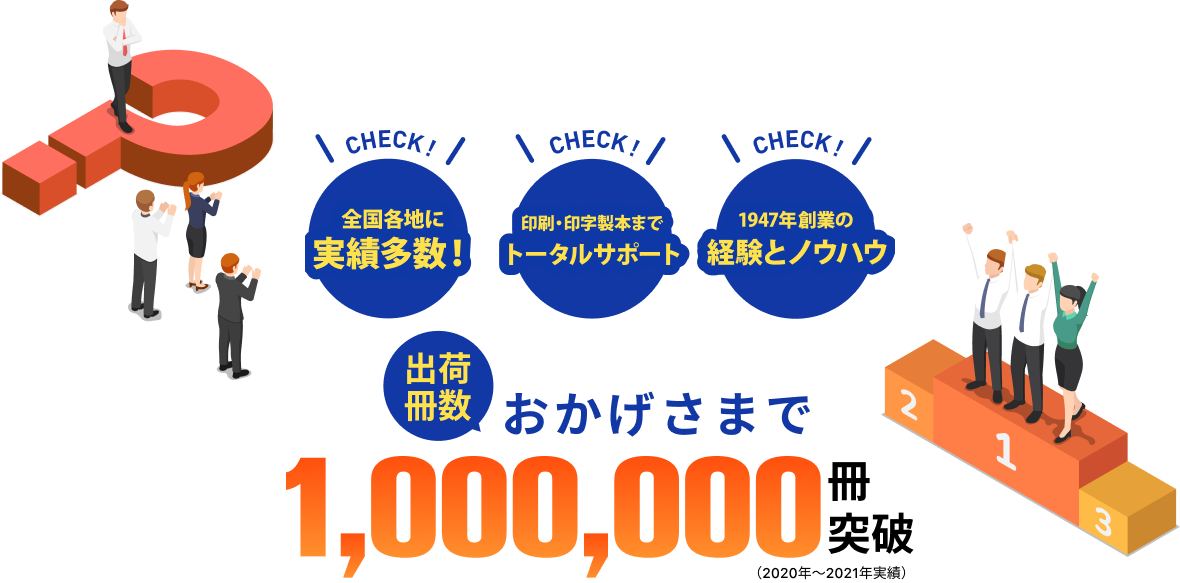 CHECK!
全国各地に
実績多数!
CHECK!
印刷・印字製本まで
トータルサポート
CHECK!
1947年創業の
経験とノウハウ
出荷
冊数
おかげさまで
1,000,000冊
突破
(2020年〜2021年実績)
2
1
3